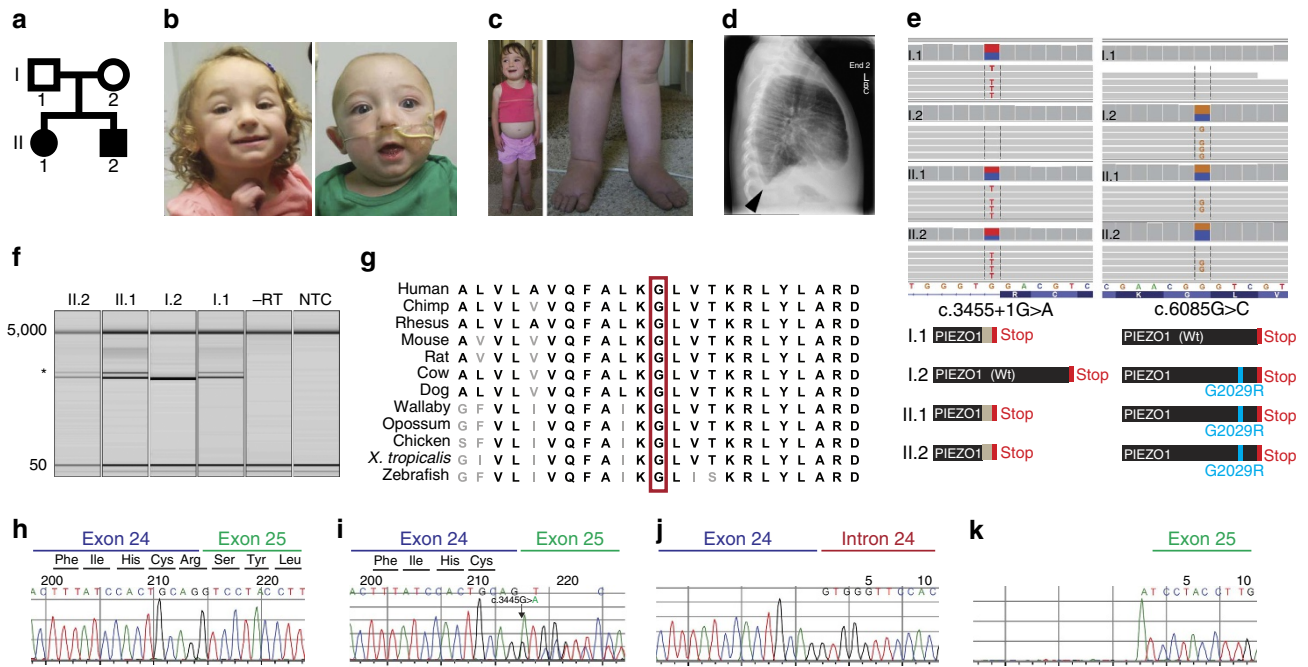 a
b
c
d
e
I
1
2
II
1
2
End 2
I.1
T
T
T
T
I.2
II.1
T
T
T
T
II.2
T
T
T
T
T G G G T G G A C G T C
R C
I.1
I.2
G
G
G
G
II.1
G
G
II.2
G
G
C G A A C G G G T C G T
K G L V
c.3455+1G>A
c.6085G>C
I.1 PIEZO1 Stop
PIEZO1 (Wt) Stop
I.2 PIEZO1 (Wt) Stop
PIEZO1 Stop
G2029R
II.1 PIEZO1 Stop
PIEZO1 Stop
G2029R
II.2 PIEZO1 Stop
PIEZO1 Stop
G2029R
f
II.2 II.1 I.2 I.1 –RT NTC
5,000
*
50
g
Human A L V L A V Q F A L K G L V T K R L Y L A R D
Chimp A L V L V V Q F A L K G L V T K R L Y L A R D
Rhesus A L V L A V Q F A L K G L V T K R L Y L A R D
Mouse A V V L V V Q F A L K G L V T K R L Y L A R D
Rat A V V L V V Q F A L K G L V T K R L Y L A R D
Cow A L V L V V Q F A L K G L V T K R L Y L A R D
Dog A L V L V V Q F A L K G L V T K R L Y L A R D
Wallaby G F V L I V Q F A I K G L V T K R L Y L A R D
Opossum G F V L I V Q F A I K G L V T K R L Y L A R D
Chicken S F V L I V Q F A I K G L V T K R L Y L A R D
X. tropicalis G I V L I V Q F A I K G L V T K R L Y L A R D
Zebrafish G F V L I V Q F A I K G L I S K R L Y L A R D
h
Exon 24 Exon 25
Phe Ile His Cys Arg Ser Tyr Leu
200 210 220
A C T T T A T C C A C T G C A G G T C C T A C C T T
i
Exon 24 Exon 25
Phe Ile His Cys
200 210 220
A C T T T A T C C A C T G C A G T C
c.3445G>A
j
Exon 24 Intron 24
5 10
G T G G G T T C C A C
k
Exon 25
5 10
A T C C T A C C T T G